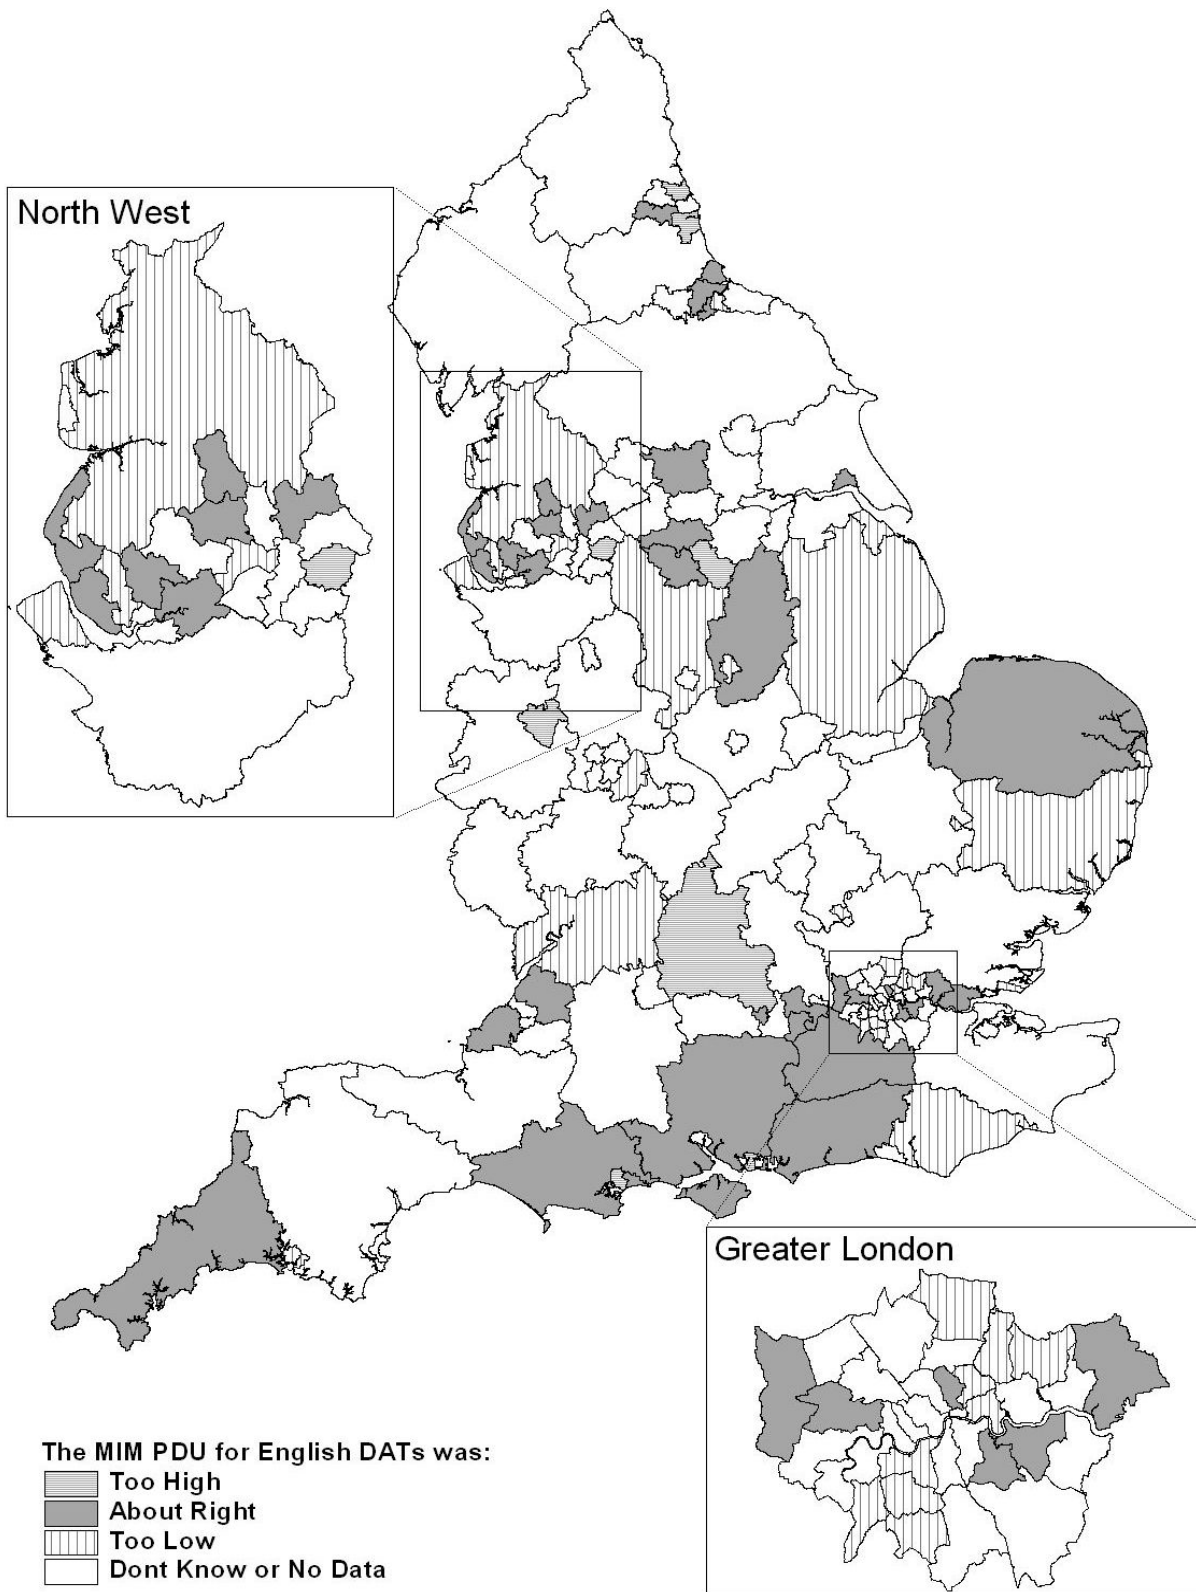 North West
Greater London
The MIM PDU for English DATs was:
Too High
About Right
Too Low
Dont Know or No Data